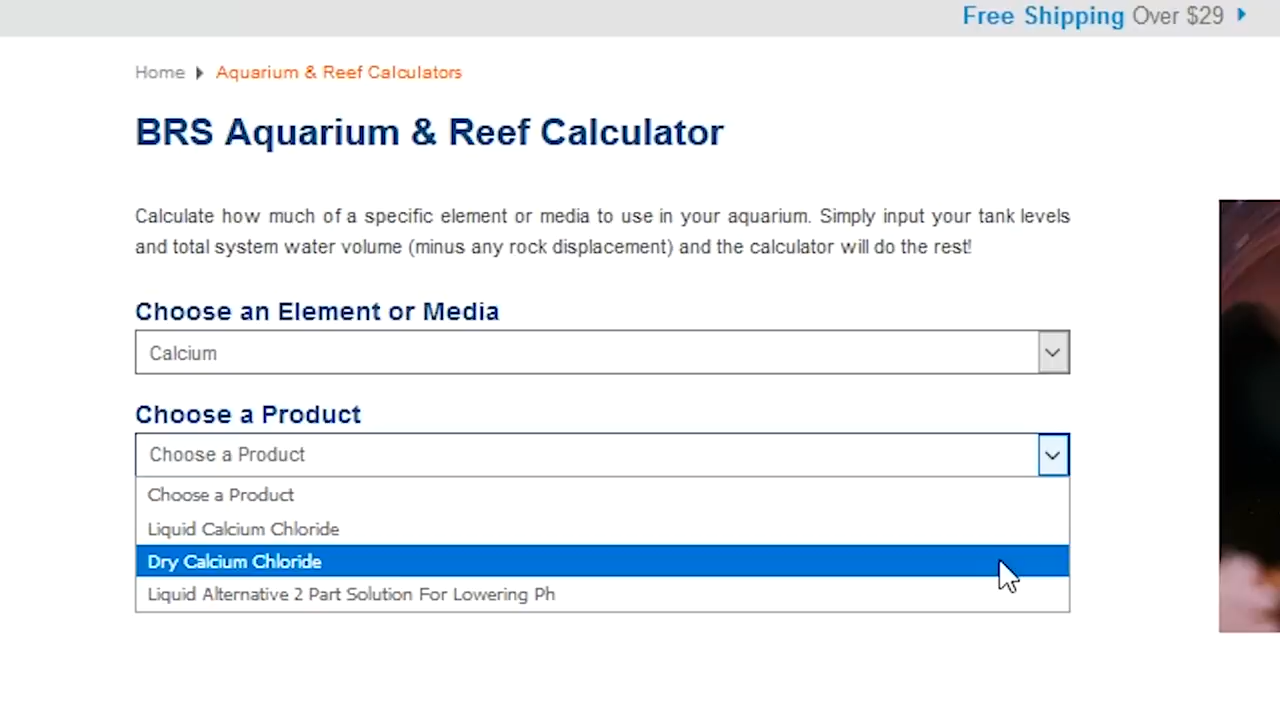 Free Shipping Over $29
Home Aquarium & Reef Calculators
BRS Aquarium & Reef Calculator
Calculate how much of a specific element or media to use in your aquarium. Simply input your tank levels
and total system water volume (minus any rock displacement) and the calculator will do the rest!
Choose an Element or Media
Calcium
Choose a Product
Choose a Product
Choose a Product
Liquid Calcium Chloride
Dry Calcium Chloride
Liquid Alternative 2 Part Solution For Lowering Ph